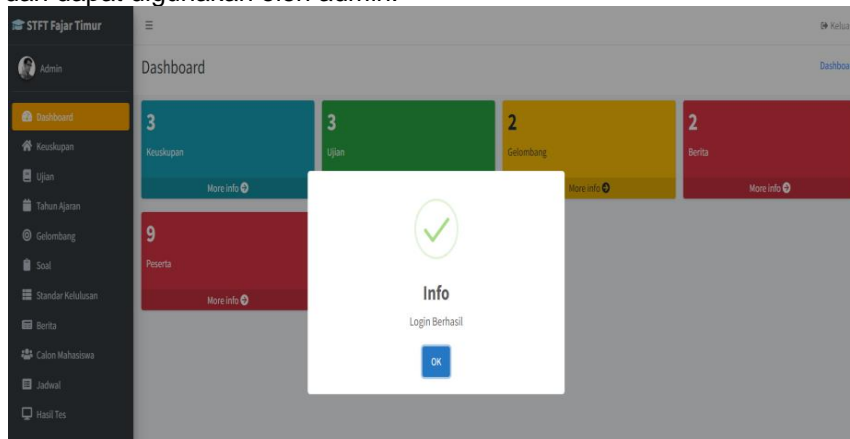 dan dapat digunakan oleh admin.
STFT Fajar Timur
Admin
Dashboard
Keuskupan
Ujian
Tahun Ajaran
Gelombang
Soal
Standar Kelulusan
Berita
Calon Mahasiswa
Jadwal
Hasil Tes
Kelua
Dashboard
Dashboa
3
Keuskupan
More info
3
Ujian
2
Gelombang
More info
2
Berita
More info
9
Peserta
More info
Info
Login Berhasil
OK